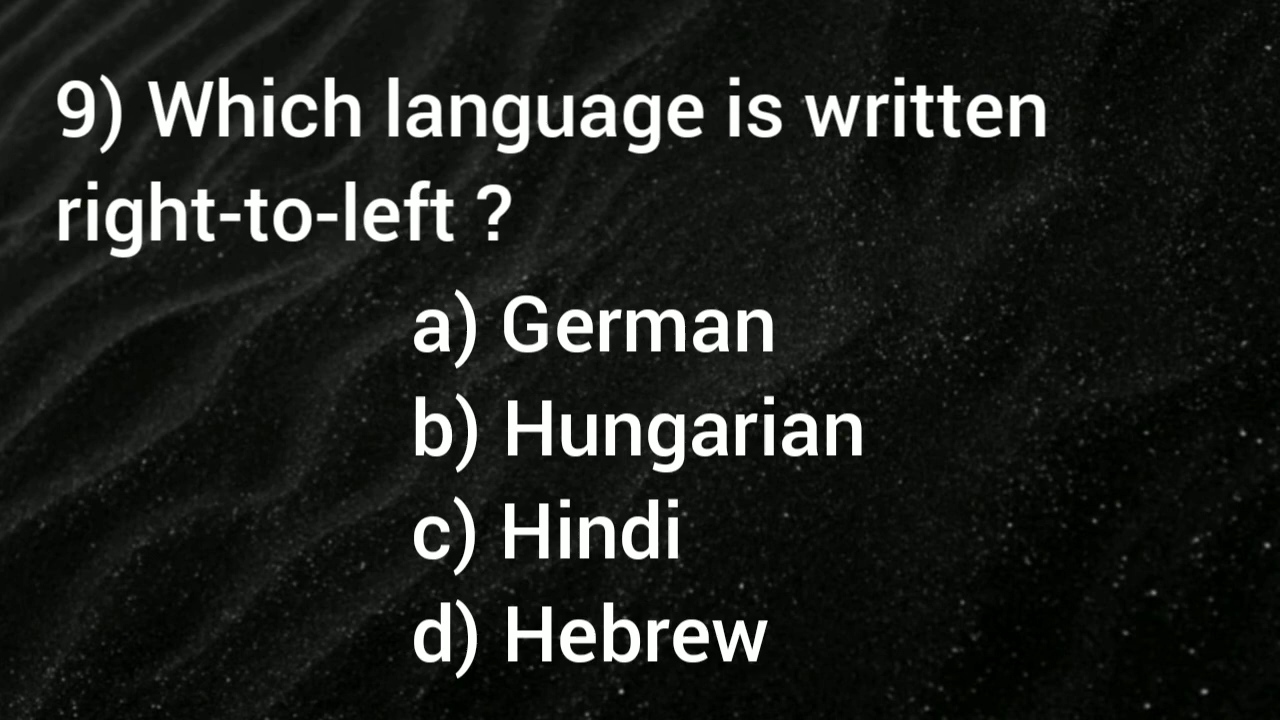 9) Which language is written
right-to-left ?
a) German
b) Hungarian
c) Hindi
d) Hebrew